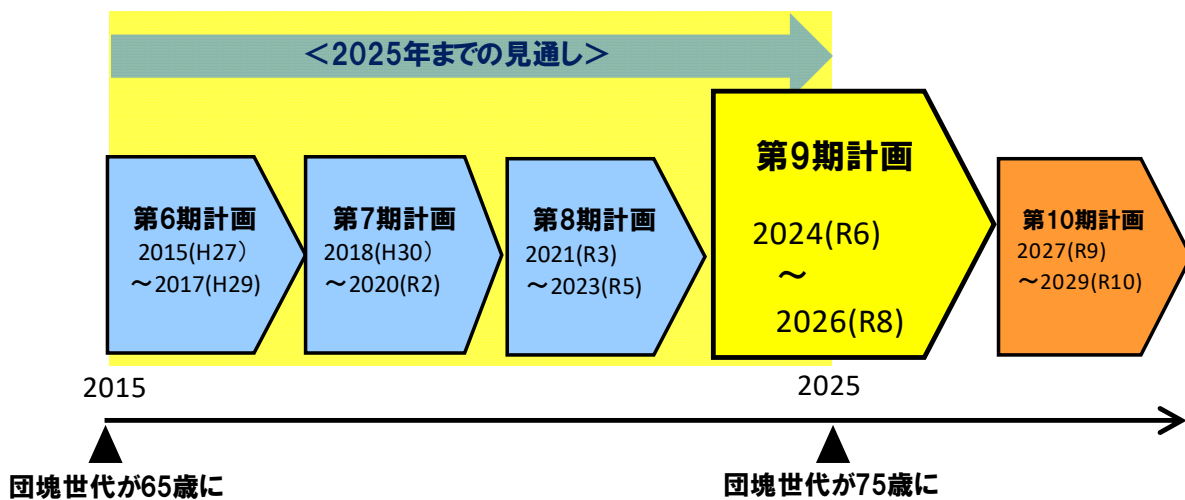 ＜2025年までの見通し＞
第6期計画
2015(H27）
～2017(H29)
第7期計画
2018(H30）
～2020(R2)
第8期計画
2021(R3)
～2023(R5)
第9期計画
2024(R6)
～
2026(R8)
第10期計画
2027(R9)
～2029(R10)
2015
2025
団塊世代が65歳に
団塊世代が75歳に